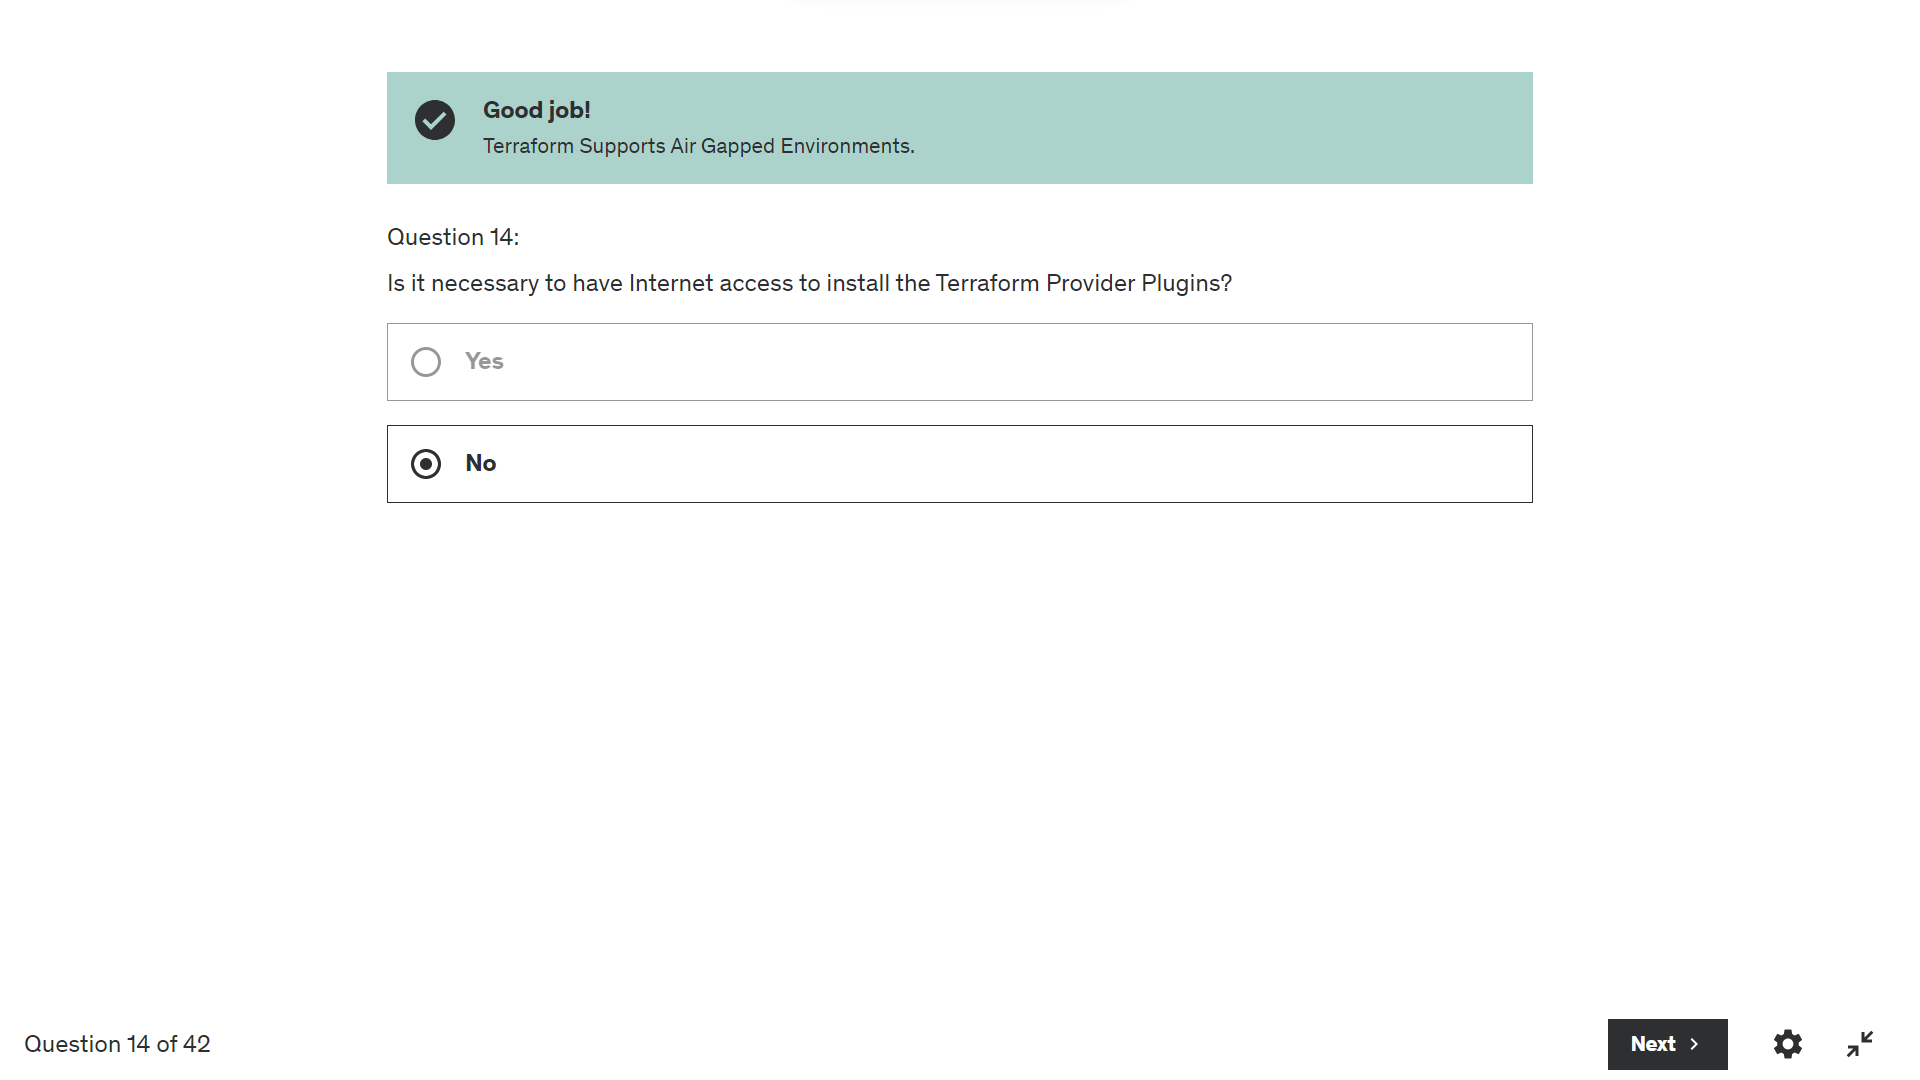 Good job!
Terraform Supports Air Gapped Environments.
Question 14:
Is it necessary to have Internet access to install the Terraform Provider Plugins?
Yes
No
Question 14 of 42
Next